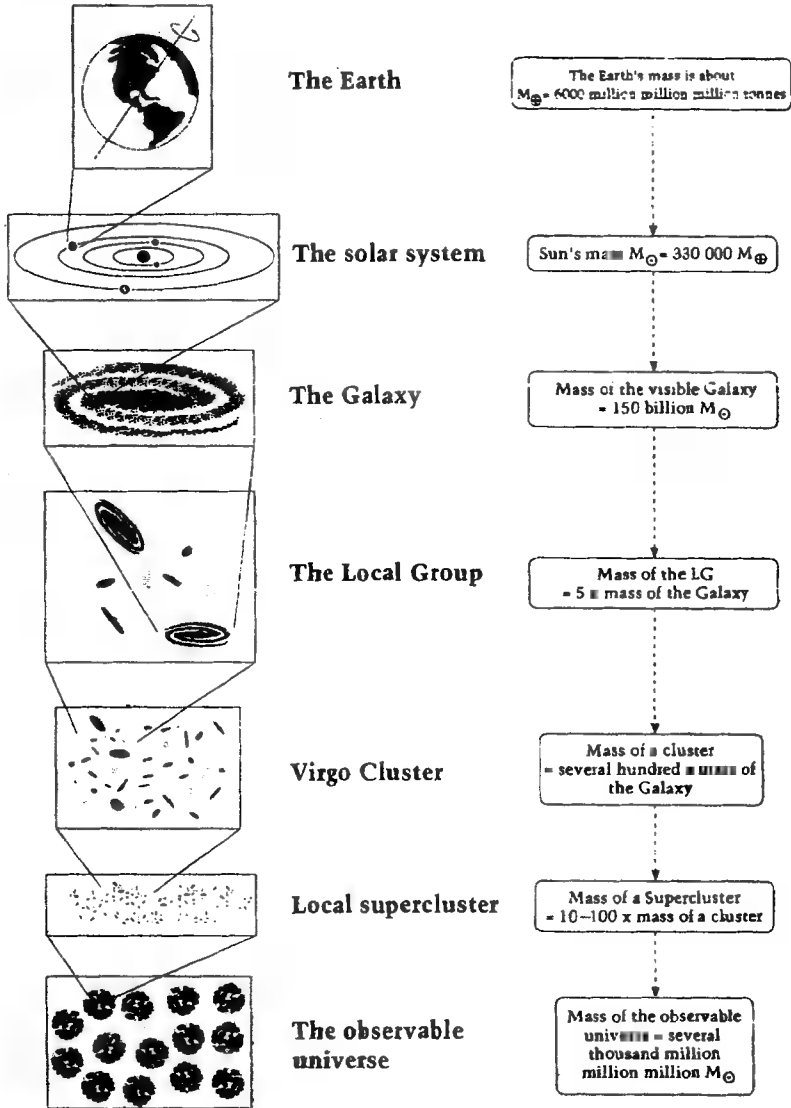 The Earth
The Earth's mass is about
M⊕= 6000 million million million tonnes
The solar system
Sun's M⊙= 330 000 M⊕
The Galaxy
Mass of the visible Galaxy
= 150 billion M⊙
The Local Group
Mass of the LG
= 5 mass of the Galaxy
Virgo Cluster
Mass of a cluster
= several hundred of
the Galaxy
Local supercluster
Mass of a Supercluster
= 10–100 x mass of a cluster
The observable
universe
Mass of the observable
= several
thousand million
million million M⊙